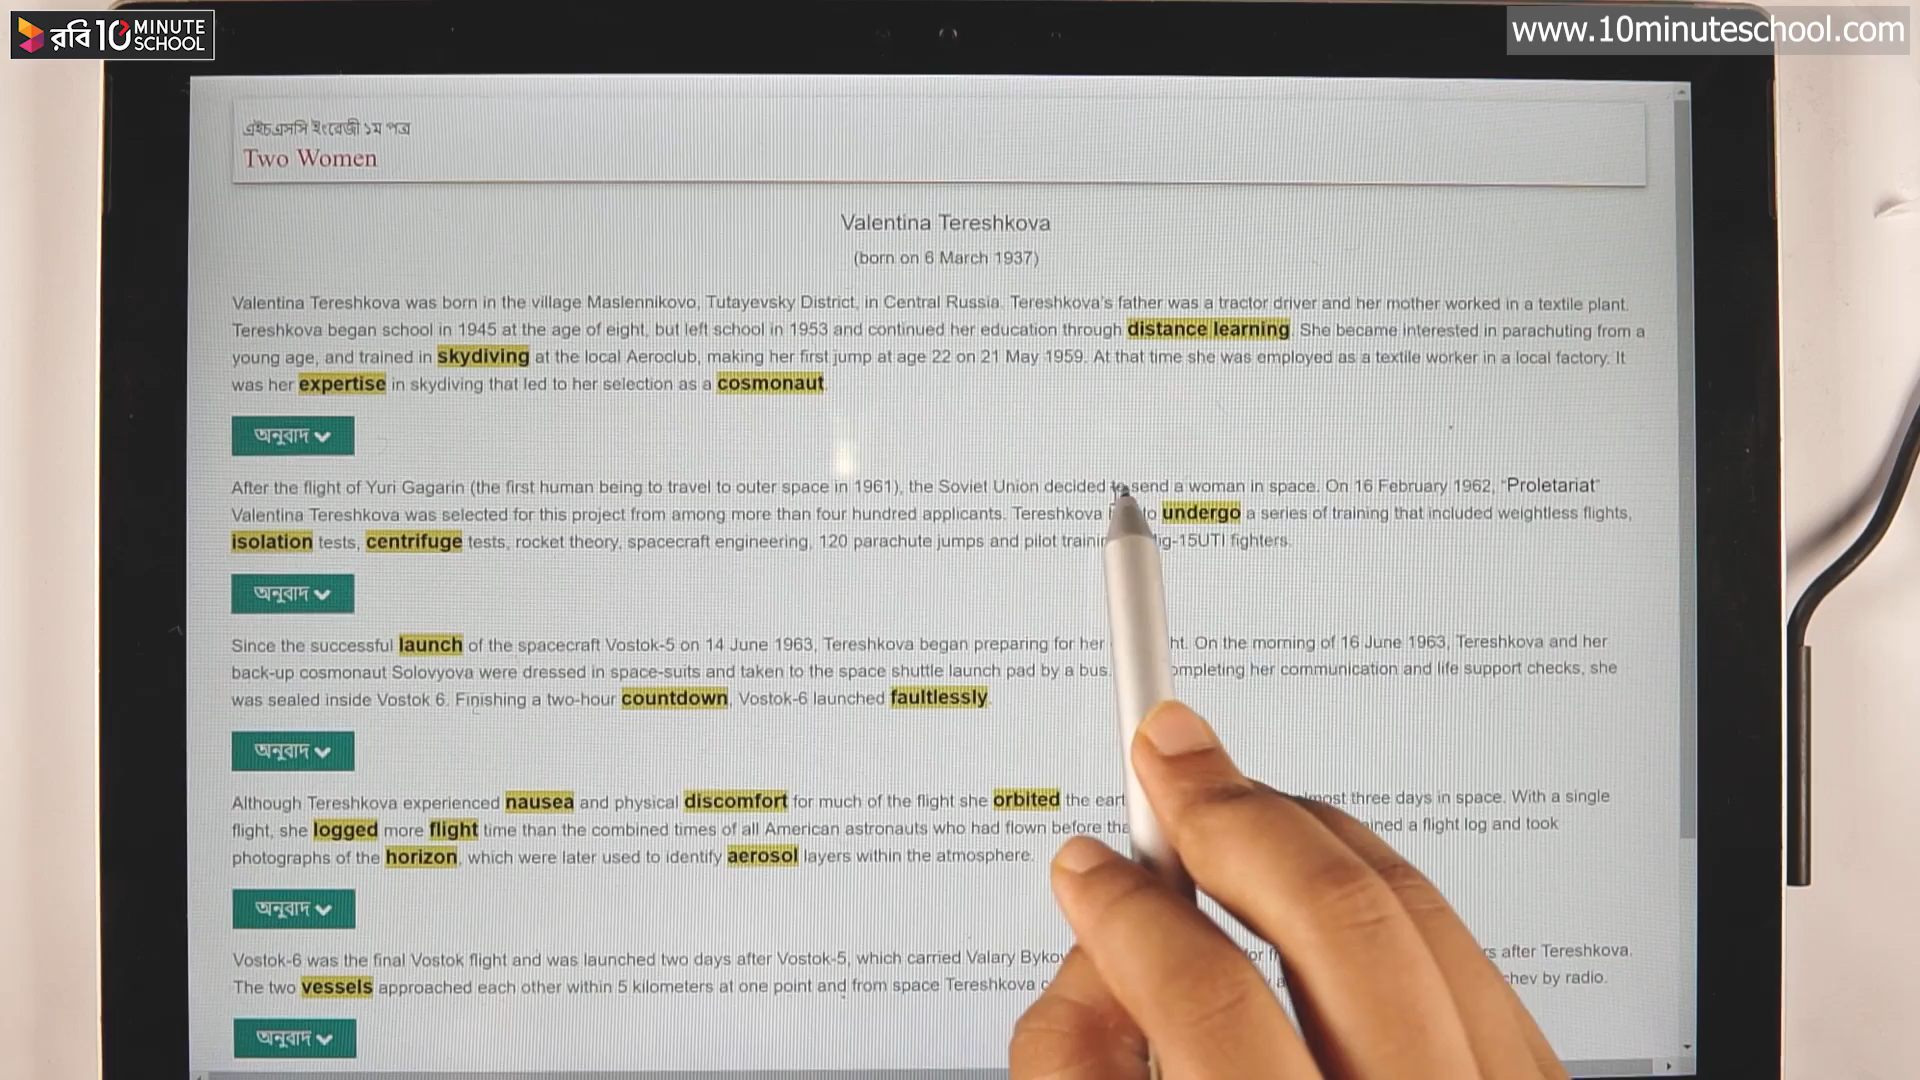 রবি 10 MINUTE SCHOOL
www.10minuteschool.com
এইচএসসি ইংরেজী ১ম পত্র
Two Women
Valentina Tereshkova
(born on 6 March 1937)
Valentina Tereshkova was born in the village Maslennikovo, Tutayevsky District, in Central Russia. Tereshkova's father was a tractor driver and her mother worked in a textile plant.
Tereshkova began school in 1945 at the age of eight, but left school in 1953 and continued her education through distance learning. She became interested in parachuting from a
young age, and trained in skydiving at the local Aeroclub, making her first jump at age 22 on 21 May 1959. At that time she was employed as a textile worker in a local factory. It
was her expertise in skydiving that led to her selection as a cosmonaut.
অনুবাদ
After the flight of Yuri Gagarin (the first human being to travel to outer space in 1961), the Soviet Union decided to send a woman in space. On 16 February 1962, "Proletariat"
Valentina Tereshkova was selected for this project from among more than four hundred applicants. Tereshkova undergo a series of training that included weightless flights,
isolation tests, centrifuge tests, rocket theory, spacecraft engineering, 120 parachute jumps and pilot fighters.
অনুবাদ
Since the successful launch of the spacecraft Vostok-5 on 14 June 1963, Tereshkova began preparing for her On the morning of 16 June 1963, Tereshkova and her
back-up cosmonaut Solovyova were dressed in space-suits and taken to the space shuttle launch pad by a bus. her communication and life support checks, she
was sealed inside Vostok 6. Finishing a two-hour countdown, Vostok-6 launched faultlessly.
অনুবাদ
Although Tereshkova experienced nausea and physical discomfort for much of the flight she orbited the three days in space. With a single
flight, she logged more flight time than the combined times of all American astronauts who had flown before a flight log and took
photographs of the horizon, which were later used to identify aerosol layers within the atmosphere.
অনুবাদ
Vostok-6 was the final Vostok flight and was launched two days after Vostok-5, which carried Valary after Tereshkova.
The two vessels approached each other within 5 kilometers at one point and from space Tereshkova by radio.
অনুবাদ